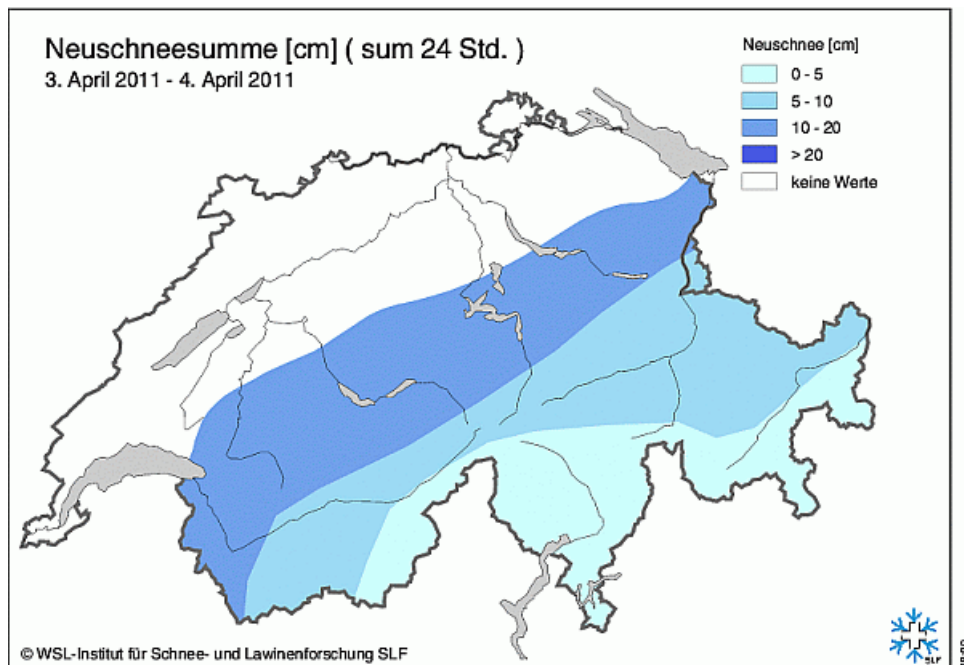 Neuschneesumme [cm] ( sum 24 Std. )
3. April 2011 - 4. April 2011
Neuschnee [cm]
0 - 5
5 - 10
10 - 20
> 20
keine Werte
© WSL-Institut für Schnee- und Lawinenforschung SLF
SLF